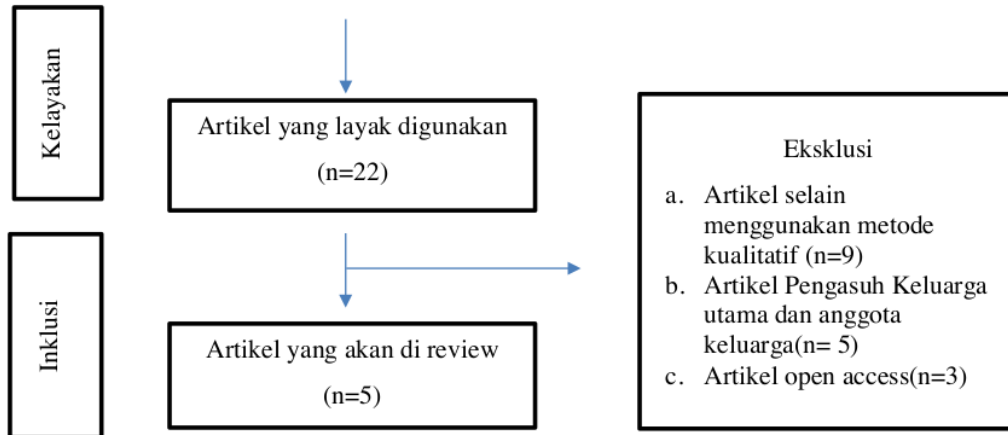 Kelayakan
Artikel yang layak digunakan
(n=22)
Eksklusi
a. Artikel selain
menggunakan metode
kualitatif (n=9)
b. Artikel Pengasuh Keluarga
utama dan anggota
keluarga(n= 5)
c. Artikel open access(n=3)
Inklusi
Artikel yang akan di review
(n=5)